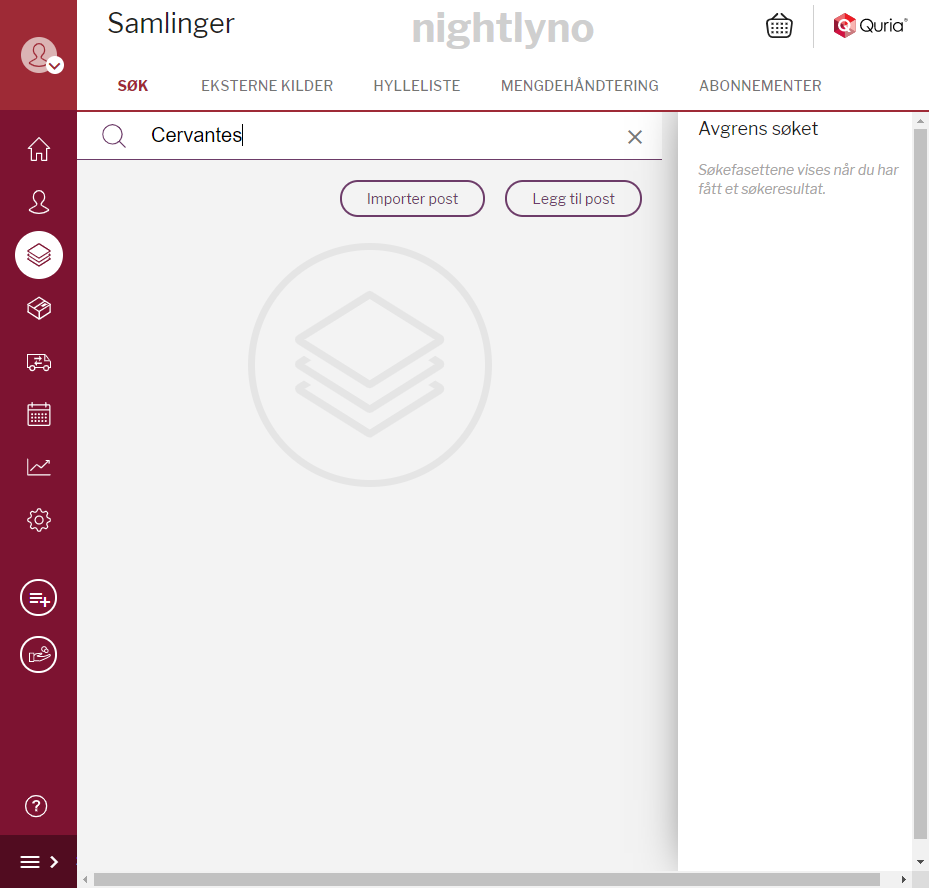 Samlinger
nightlyno
Quria®
SØK
EKSTERNE KILDER
HYLLELISTE
MENGDEHÅNDTERING
ABONNEMENTER
Cervantes
Importer post
Legg til post
Avgrens søket
Søkefasettene vises når du har
fått et søkeresultat.